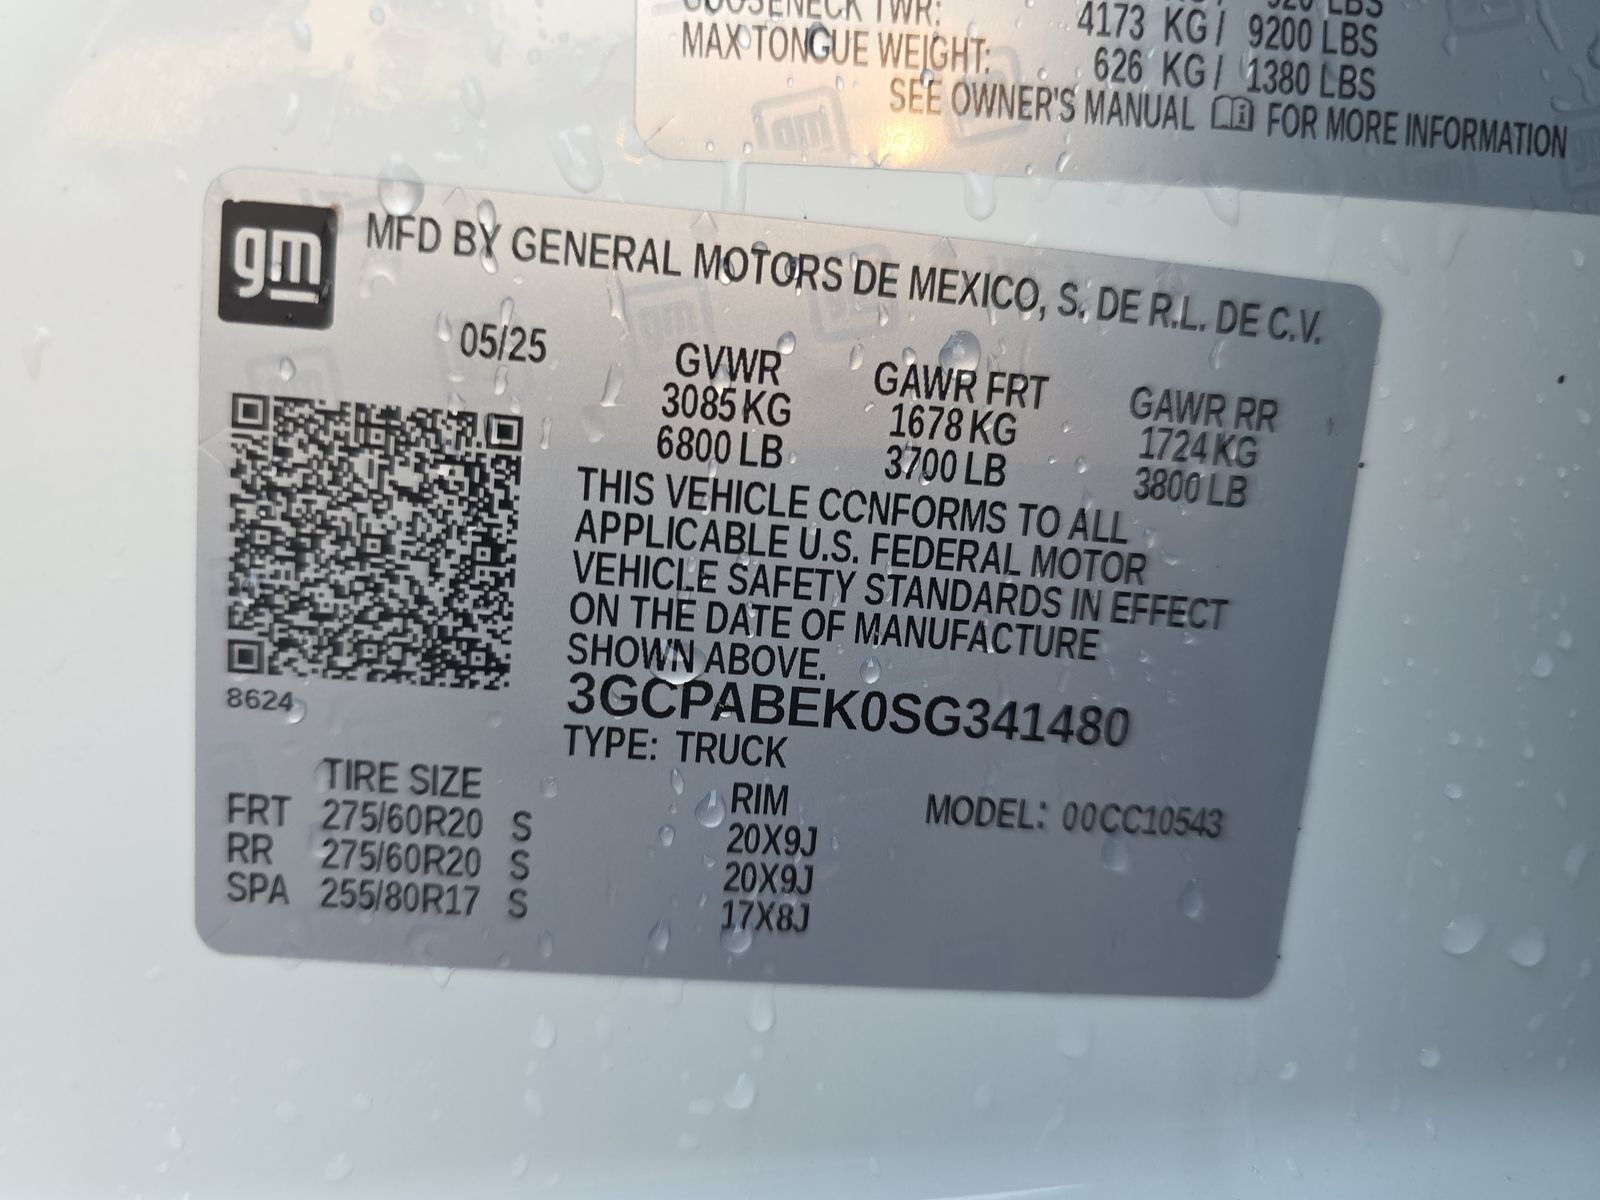 GOOSENECK TWR: 4173 KG/ 9200 LBS
MAX TONGUE WEIGHT: 626 KG/ 1380 LBS
SEE OWNER'S MANUAL FOR MORE INFORMATION
gm
MFD BY GENERAL MOTORS DE MEXICO, S. DE R.L. DE C.V.
05/25 GVWR GAWR FRT GAWR RR
3085 KG 1678 KG 1724 KG
6800 LB 3700 LB 3800 LB
THIS VEHICLE CONFORMS TO ALL
APPLICABLE U.S. FEDERAL MOTOR
VEHICLE SAFETY STANDARDS IN EFFECT
ON THE DATE OF MANUFACTURE
SHOWN ABOVE.
8624
3GCPABEK0SG341480
TYPE: TRUCK
TIRE SIZE RIM MODEL: 00CC10543
FRT 275/60R20 S 20X9J
RR 275/60R20 S 20X9J
SPA 255/80R17 S 17X8J